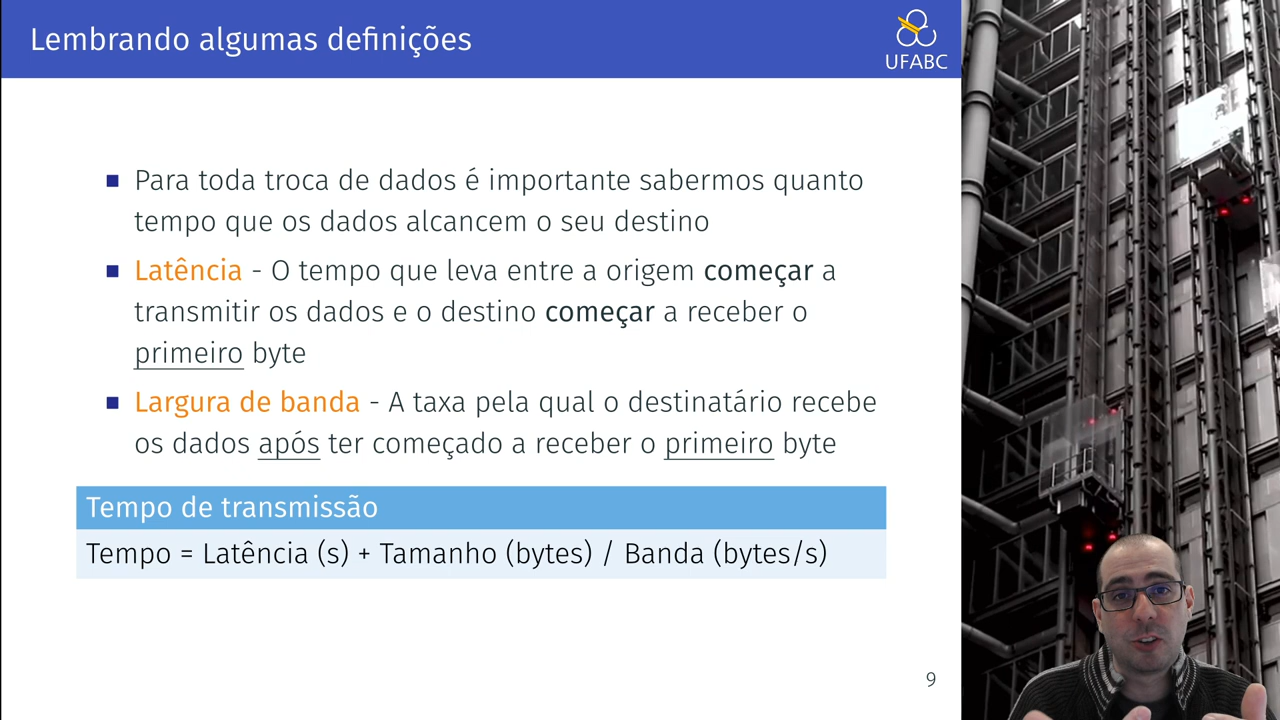 Lembrando algumas definições
UFABC
Para toda troca de dados é importante sabermos quanto
tempo que os dados alcancem o seu destino
Latência - O tempo que leva entre a origem começar a
transmitir os dados e o destino começar a receber o
primeiro byte
Largura de banda - A taxa pela qual o destinatário recebe
os dados após ter começado a receber o primeiro byte
Tempo de transmissão
Tempo = Latência (s) + Tamanho (bytes) / Banda (bytes/s)
9